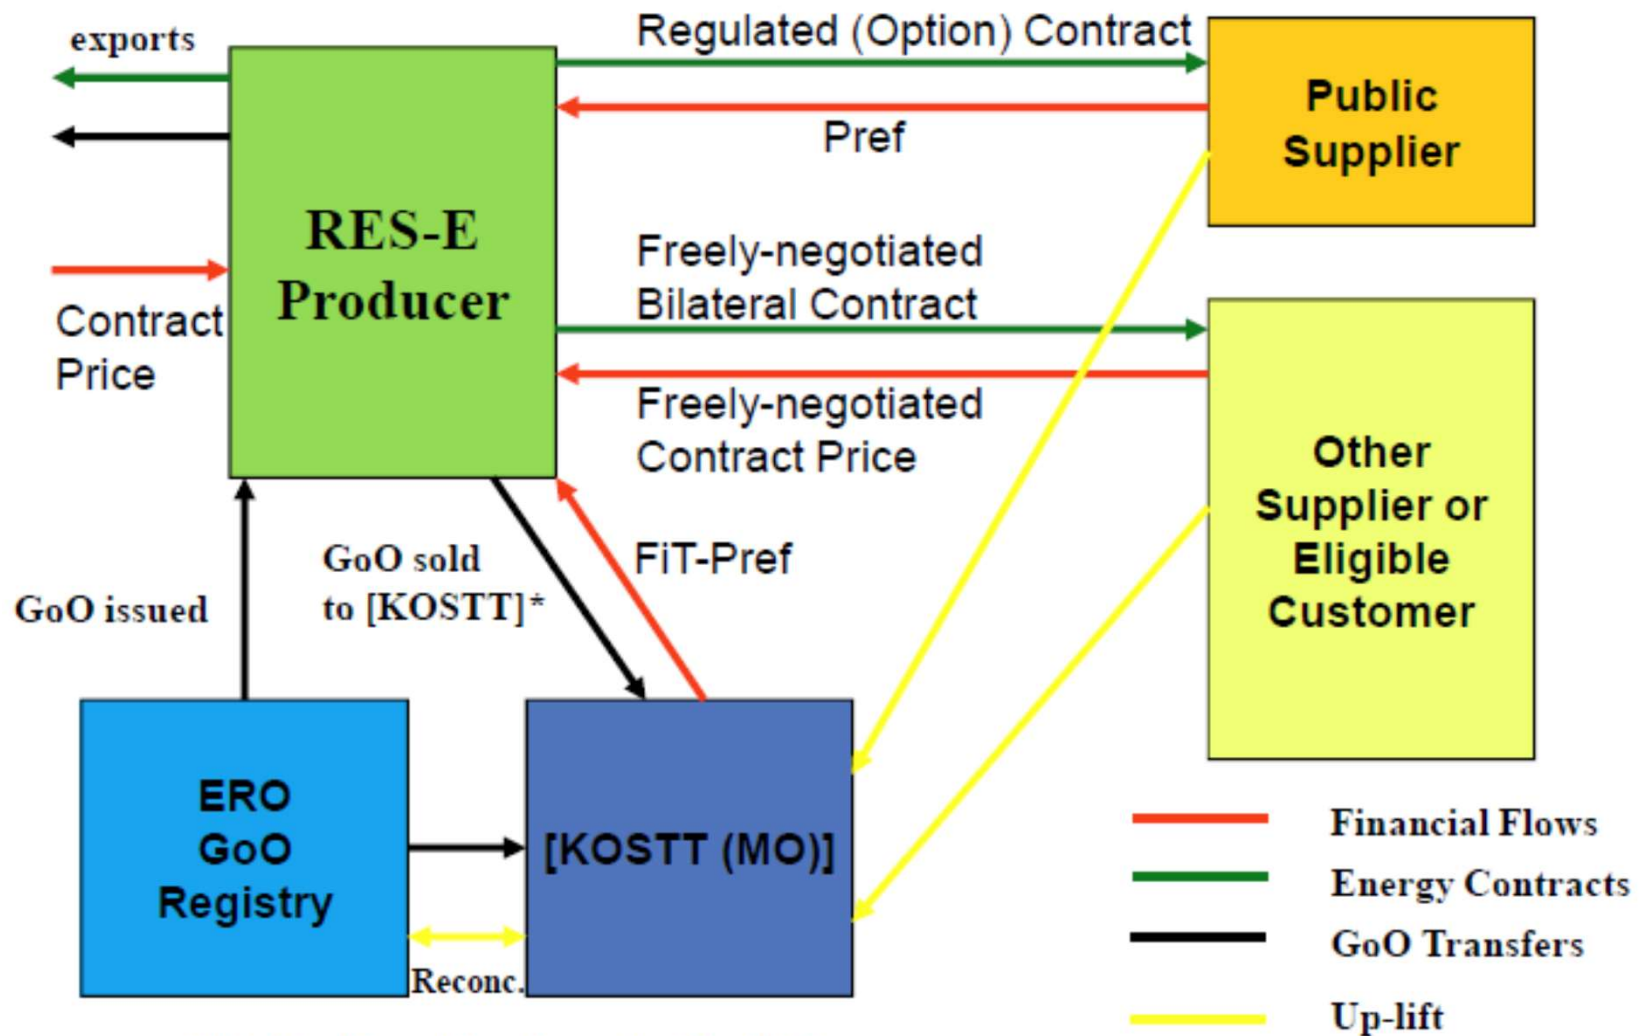 exports
Regulated (Option) Contract
Public
Supplier
Pref
RES-E
Producer
Freely-negotiated
Bilateral Contract
Contract
Price
Freely-negotiated
Contract Price
Other
Supplier or
Eligible
Customer
GoO sold
to [KOSTT]*
FiT-Pref
GoO issued
ERO
GoO
Registry
[KOSTT (MO)]
Reconc.
Financial Flows
Energy Contracts
GoO Transfers
Up-lift